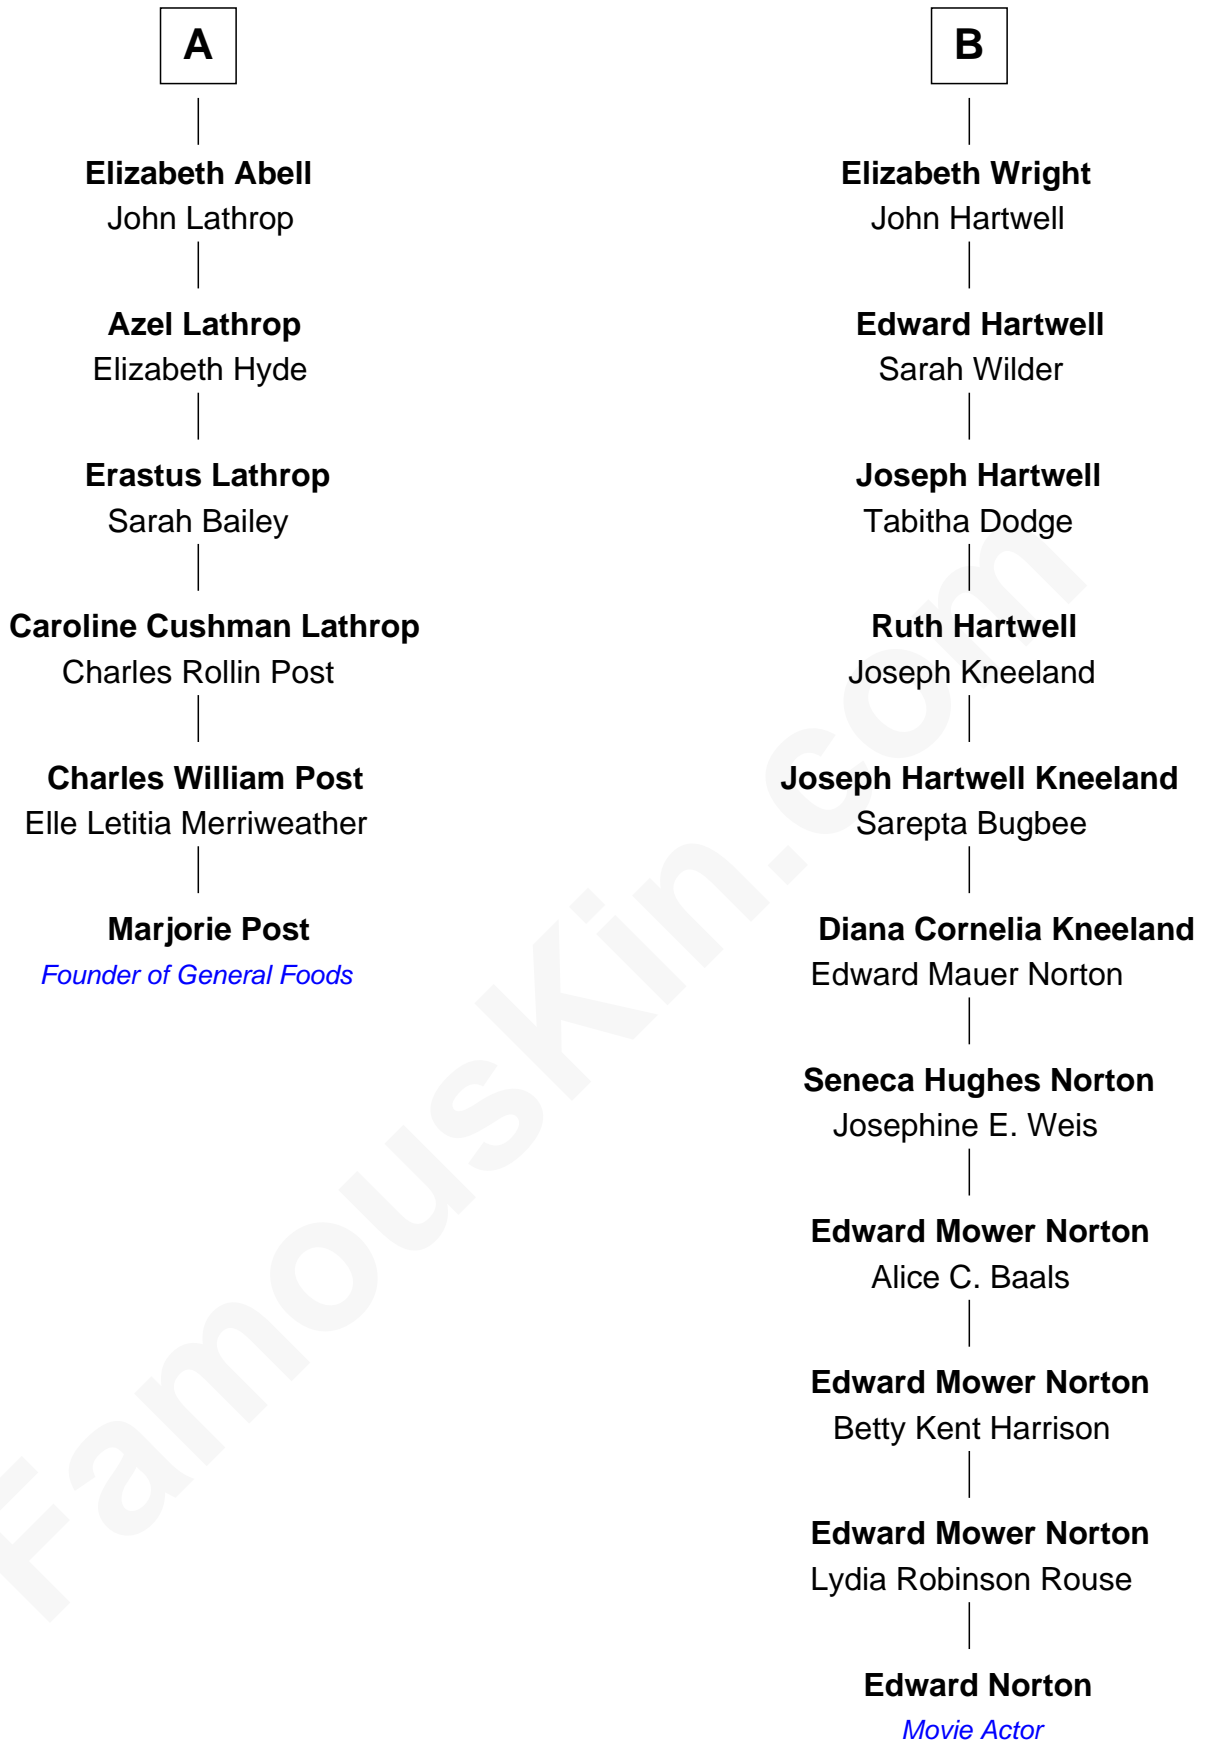 A
Elizabeth Abell
John Lathrop
Azel Lathrop
Elizabeth Hyde
Erastus Lathrop
Sarah Bailey
Caroline Cushman Lathrop
Charles Rollin Post
Charles William Post
Elle Letitia Merriweather
Marjorie Post
Founder of General Foods
B
Elizabeth Wright
John Hartwell
Edward Hartwell
Sarah Wilder
Joseph Hartwell
Tabitha Dodge
Ruth Hartwell
Joseph Kneeland
Joseph Hartwell Kneeland
Sarepta Bugbee
Diana Cornelia Kneeland
Edward Mauer Norton
Seneca Hughes Norton
Josephine E. Weis
Edward Mower Norton
Alice C. Baals
Edward Mower Norton
Betty Kent Harrison
Edward Mower Norton
Lydia Robinson Rouse
Edward Norton
Movie Actor
FamousKin.com